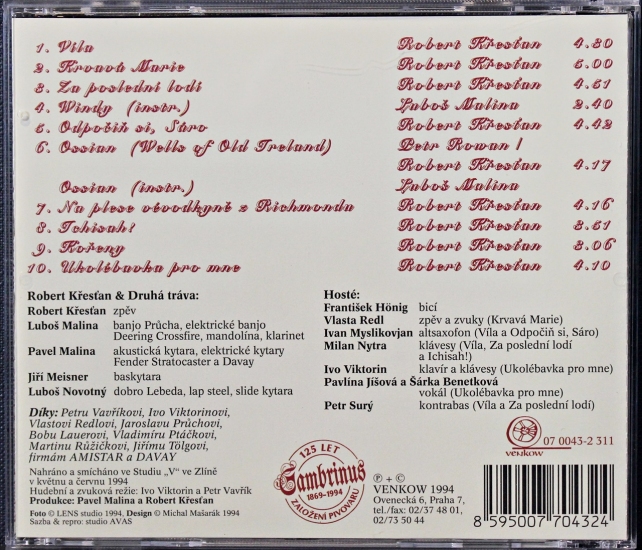 1. Vila Robert Křesťan 4.30
2. Krvavá Marie Robert Křesťan 5.00
3. Za poslední lodí Robert Křesťan 4.51
4. Windy (instr.) Luboš Malina 2.40
5. Odpočiň si, Sáro Robert Křesťan 4.42
6. Ossian (Wells of Old Ireland) Petr Rowan /
Robert Křesťan 4.17
Ossian (instr.) Luboš Malina
7. Na plese vévodkyně z Richmondu Robert Křesťan 4.16
8. Ichisah! Robert Křesťan 3.51
9. Kořeny Robert Křesťan 3.06
10. Ukolébavka pro mne Robert Křesťan 4.10
Robert Křesťan & Druhá tráva:
Robert Křesťan zpěv
Luboš Malina banjo Průcha, elektrické banjo
Deering Crossfire, mandolína, klarinet
Pavel Malina akustická kytara, elektrické kytary
Fender Stratocaster a Davay
Jiří Meisner baskytara
Luboš Novotný dobro Lebeda, lap steel, slide kytara
Díky: Petru Vavříkovi, Ivo Viktorinovi,
Vlastovi Redlovi, Jaroslavu Průchovi,
Bobu Lauerovi, Vladimíru Ptáčkovi,
Martinu Růžičkovi, Jiřímu Tölgovi,
firmám AMISTAR a DAVAY
Nahráno a smícháno ve Studiu „V“ ve Zlíně
v květnu a červnu 1994
Hudební a zvuková režie: Ivo Viktorin a Petr Vavřík
Produkce: Pavel Malina a Robert Křesťan
Foto © LENS studio 1994, Design © Michal Mašarák 1994
Sazba & repro: studio AVAS
Hosté:
František Hönig bicí
Vlasta Redl zpěv a zvuky (Krvavá Marie)
Ivan Myslikovjan altsaxofon (Víla a Odpočiň si, Sáro)
Milan Nytra klávesy (Víla, Za poslední lodí
a Ichisah!)
Ivo Viktorin klavír a klávesy (Ukolébavka pro mne)
Pavlína Jíšová a Šárka Benetková
vokál (Ukolébavka pro mne)
Petr Surý kontrabas (Víla a Za poslední lodí)
VENKOW
07 0043-2 311
125 LET
Gambrinus
1869-1994
ZALOŽENÍ PIVOVARU
Ⓟ + ©
VENKOW 1994
Ovenecká 6, Praha 7,
tel./fax: 02/37 48 01,
02/73 50 44
8 595007 704324